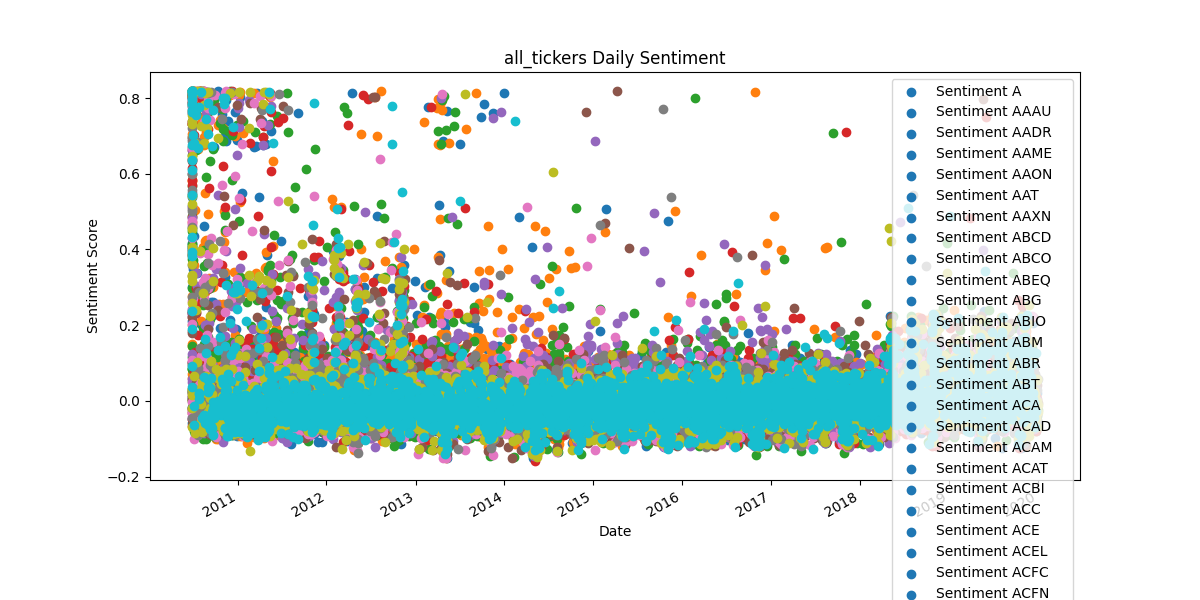 all_tickers Daily Sentiment
Sentiment Score
0.8
0.6
0.4
0.2
0.0
−0.2
2011
2012
2013
2014
2015
2016
2017
2018
2019
2020
Date
Sentiment A
Sentiment AAAU
Sentiment AADR
Sentiment AAME
Sentiment AAON
Sentiment AAT
Sentiment AAXN
Sentiment ABCD
Sentiment ABCO
Sentiment ABEQ
Sentiment ABG
Sentiment ABIO
Sentiment ABM
Sentiment ABR
Sentiment ABT
Sentiment ACA
Sentiment ACAD
Sentiment ACAM
Sentiment ACAT
Sentiment ACBI
Sentiment ACC
Sentiment ACE
Sentiment ACEL
Sentiment ACFC
Sentiment ACFN